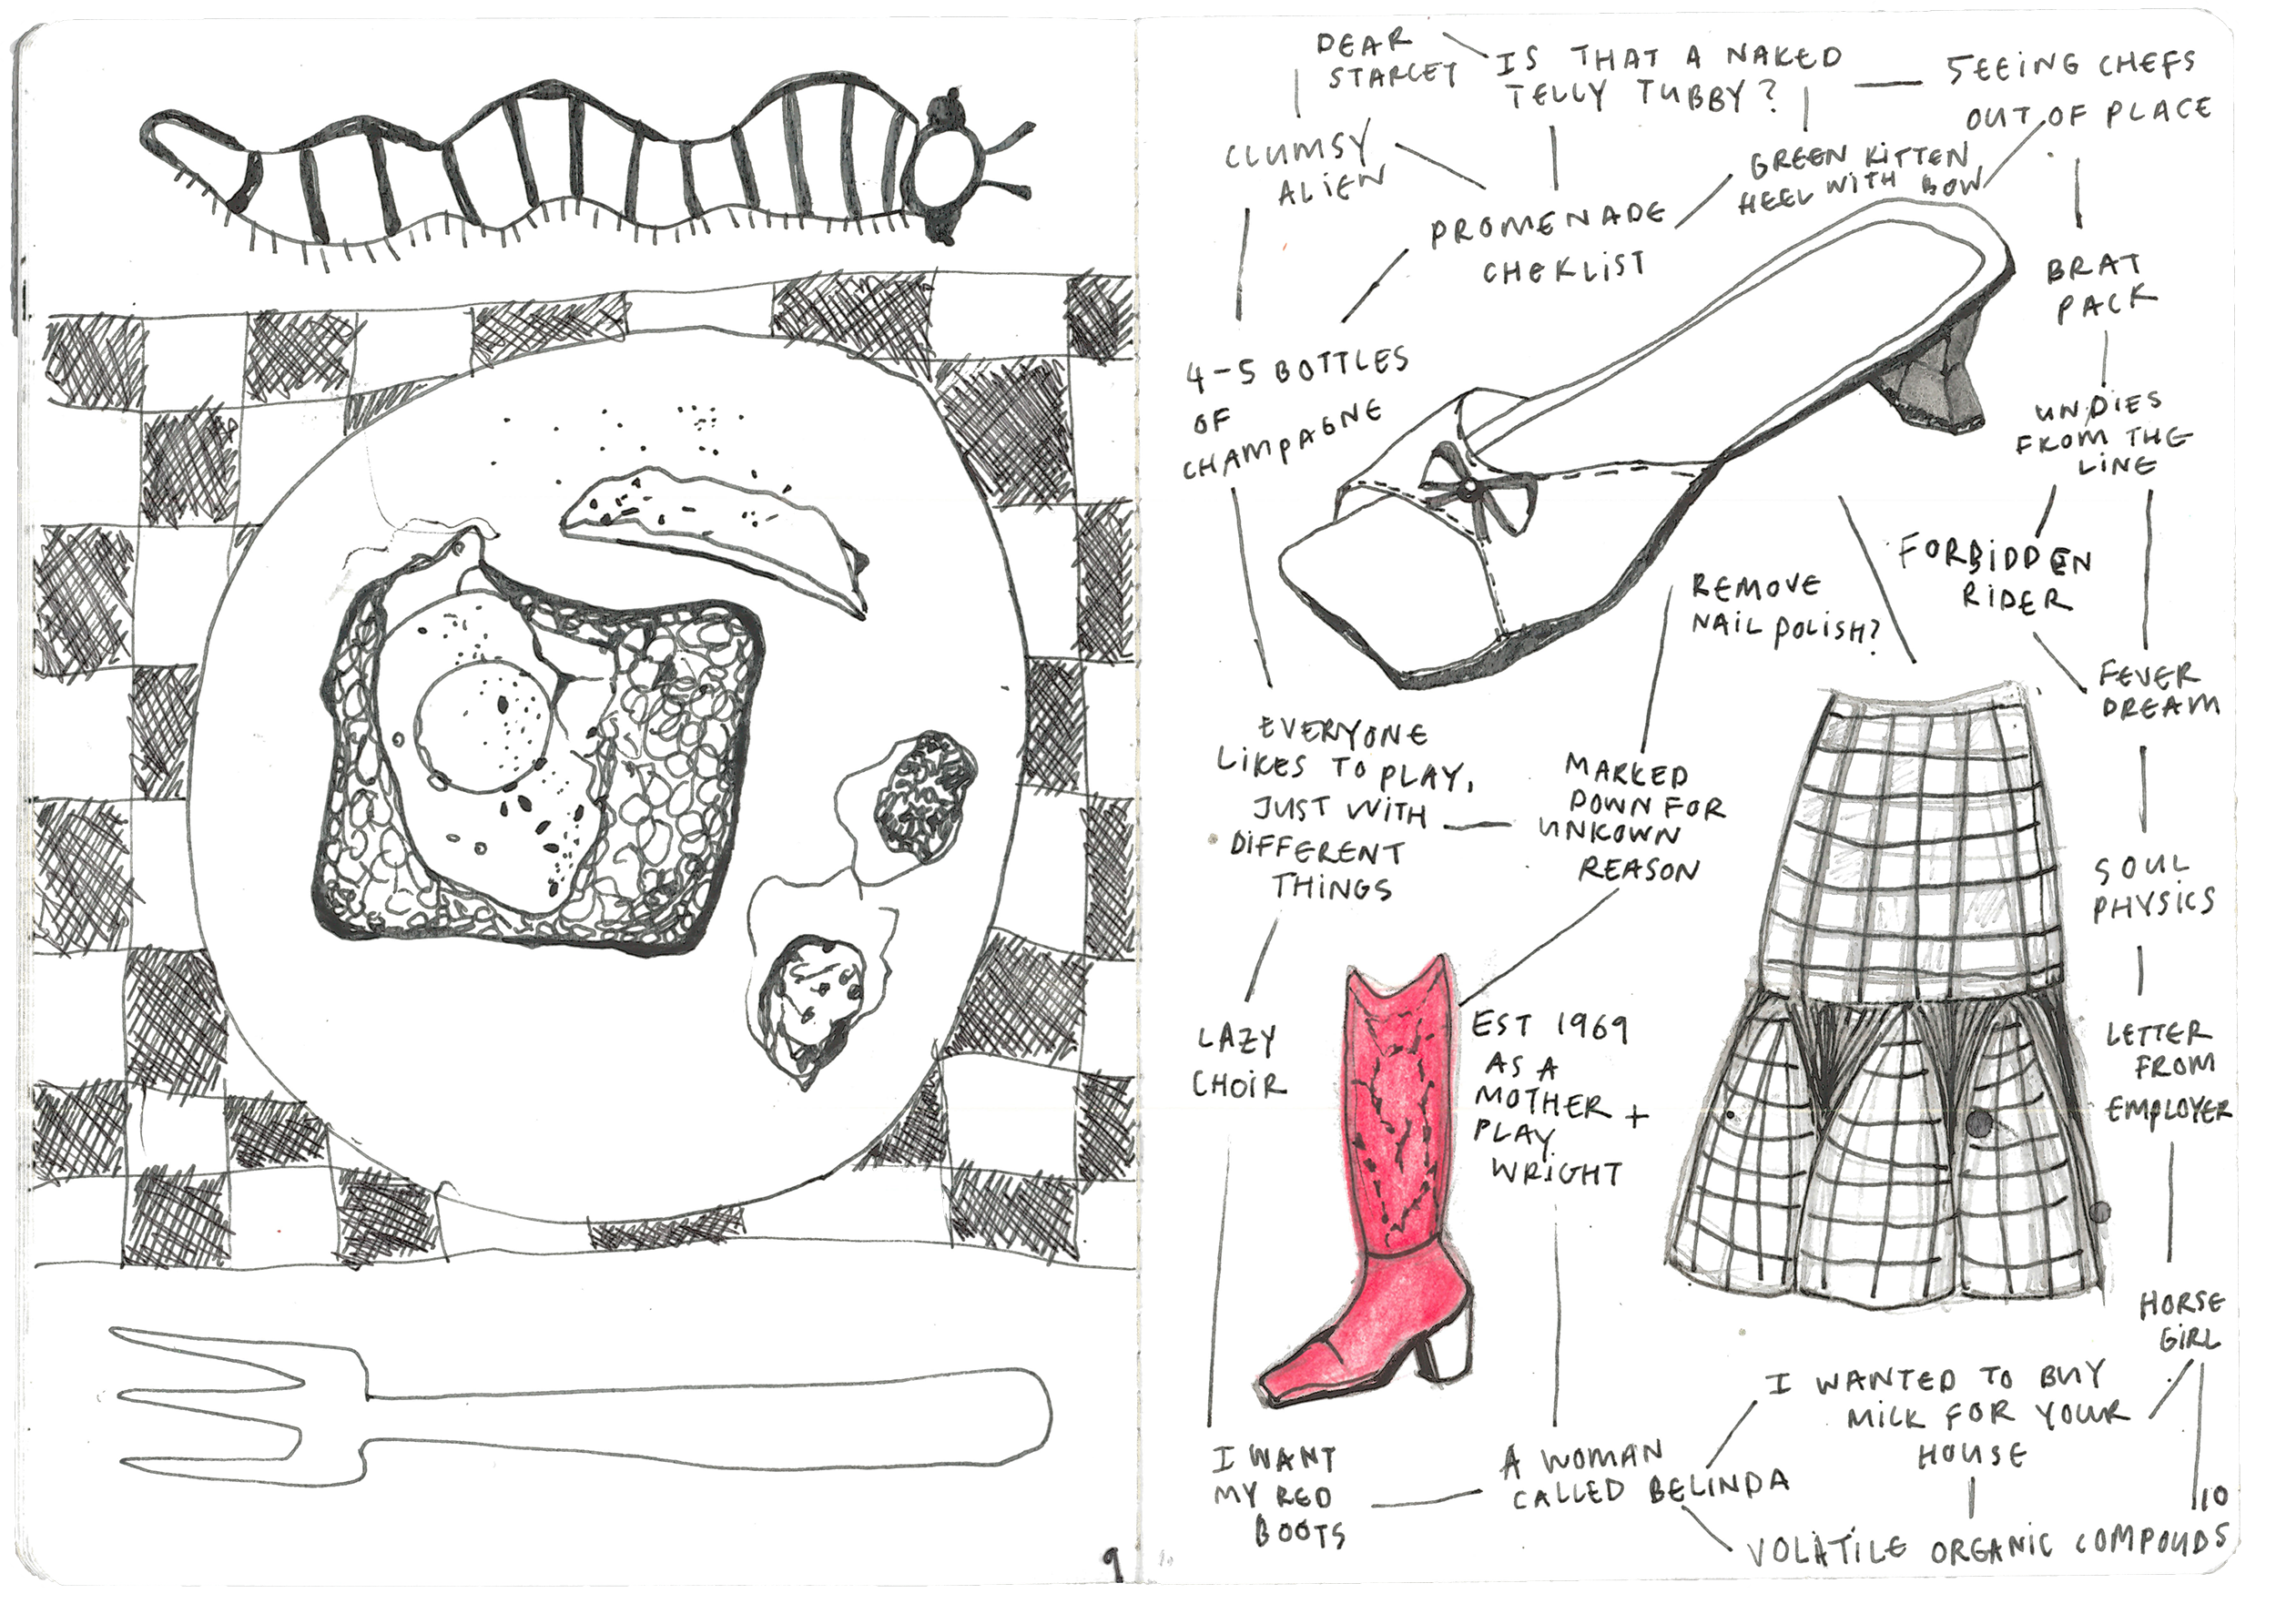 DEAR
STARLET
IS THAT A NAKED
TELLY TUBBY?
SEEING CHEFS
OUT OF PLACE
CLUMSY
ALIEN
GREEN KITTEN
HEEL WITH BOW
PROMENADE
CHEKLIST
BRAT
PACK
4-5 BOTTLES
OF
CHAMPAGNE
UNDIES
FROM THE
LINE
FORBIDDEN
RIDER
REMOVE
NAIL POLISH?
FEVER
DREAM
EVERYONE
LIKES TO PLAY,
JUST WITH
DIFFERENT
THINGS
MARKED
DOWN FOR
UNKOWN
REASON
SOUL
PHYSICS
LAZY
CHOIR
EST 1969
AS A
MOTHER +
PLAY
WRIGHT
LETTER
FROM
EMPLOYER
HORSE
GIRL
I WANTED TO BUY
MILK FOR YOUR
HOUSE
I WANT
MY RED
BOOTS
A WOMAN
CALLED BELINDA
VOLATILE ORGANIC COMPOUDS
9
10